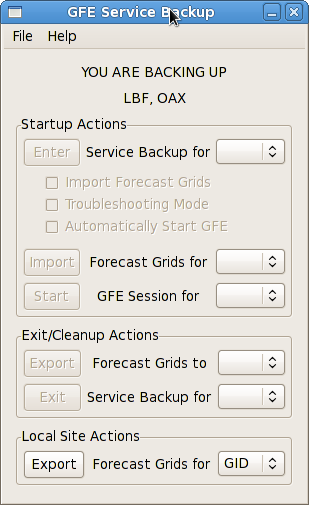 GFE Service Backup
File Help
YOU ARE BACKING UP
LBF, OAX
Startup Actions
Enter Service Backup for
Import Forecast Grids
Troubleshooting Mode
Automatically Start GFE
Import Forecast Grids for
Start GFE Session for
Exit/Cleanup Actions
Export Forecast Grids to
Exit Service Backup for
Local Site Actions
Export Forecast Grids for GID